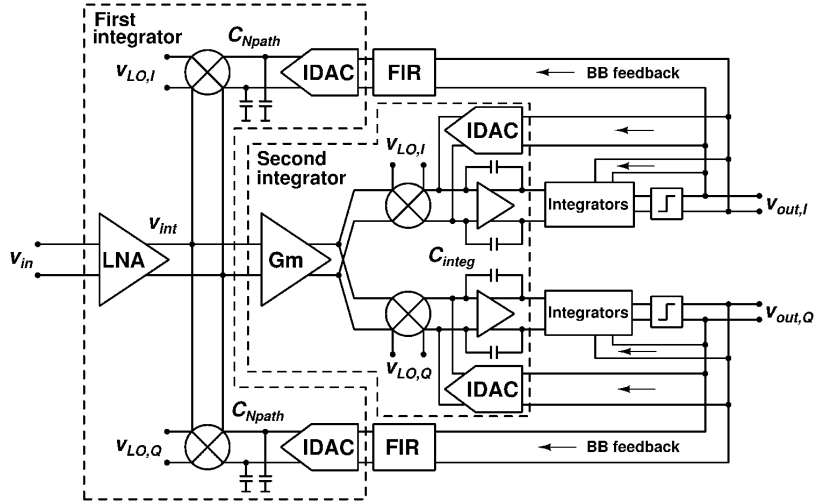 First
integrator
C_Npath
v_LO,I
IDAC
FIR
BB feedback
IDAC
Second
integrator
v_LO,I
Integrators
v_out,I
v_int
v_in
LNA
Gm
C_integ
Integrators
v_out,Q
v_LO,Q
IDAC
C_Npath
v_LO,Q
IDAC
FIR
BB feedback